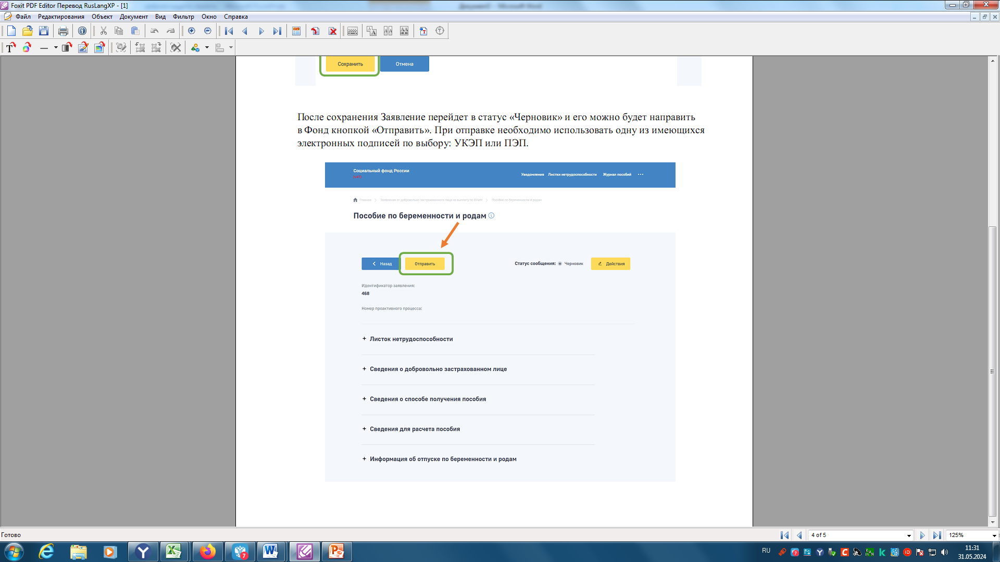 Foxit PDF Editor Перевод RusLangXP - [1]
Файл Редактирования Объект Документ Вид Фильтр Окно Справка
Сохранить Отмена
После сохранения Заявление перейдет в статус «Черновик» и его можно будет направить
в Фонд кнопкой «Отправить». При отправке необходимо использовать одну из имеющихся
электронных подписей по выбору: УКЭП или ПЭП.
Социальный фонд России
(UAT)
Уведомления Листки нетрудоспособности Журнал пособий
Главная Заявления от добровольно застрахованного лица на выплату по ВНиМ Пособие по беременности и родам
Пособие по беременности и родам
Назад Отправить Статус сообщения: Черновик Действия
Идентификатор заявления:
468
Номер проактивного процесса:
+ Листок нетрудоспособности
+ Сведения о добровольно застрахованном лице
+ Сведения о способе получения пособия
+ Сведения для расчета пособия
+ Информация об отпуске по беременности и родам
Готово
4 of 5
125%
RU
11:31
31.05.2024